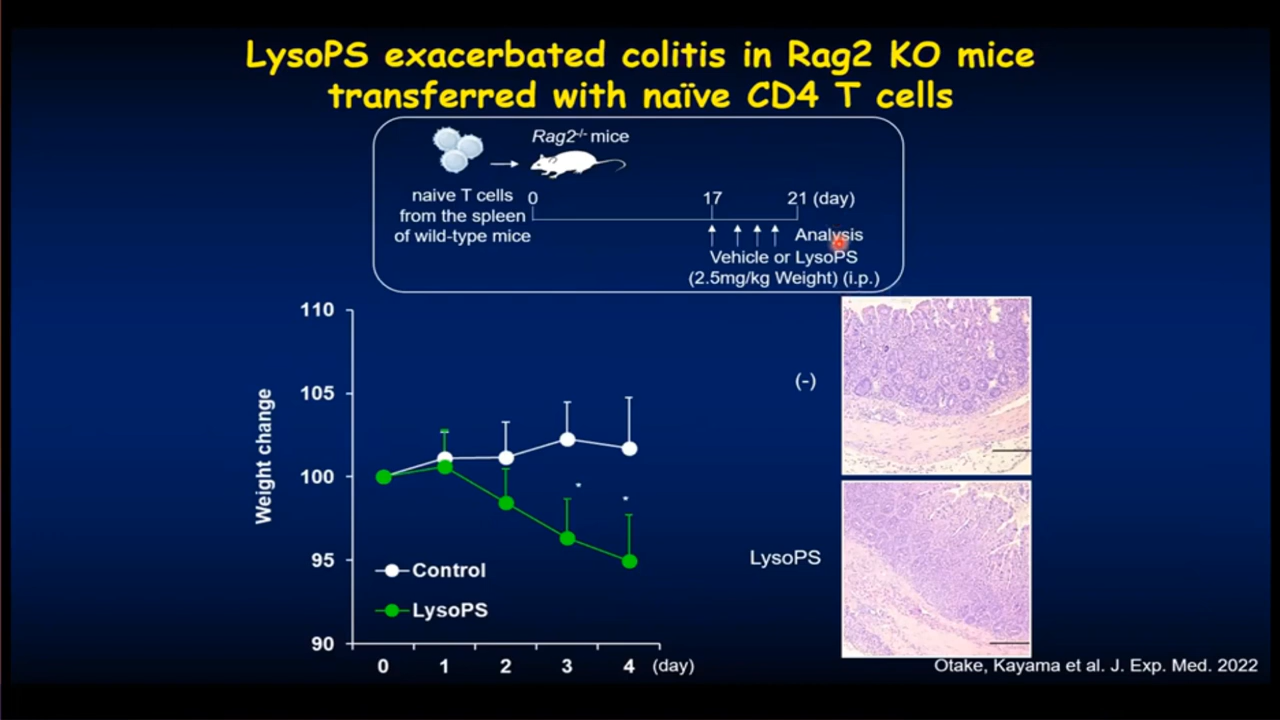 LysoPS exacerbated colitis in Rag2 KO mice
transferred with naïve CD4 T cells
Rag2-/- mice
naive T cells
from the spleen
of wild-type mice
0
17
21 (day)
Analysis
Vehicle or LysoPS
(2.5mg/kg Weight) (i.p.)
Weight change
110
105
100
95
90
* *
Control
LysoPS
0 1 2 3 4 (day)
(-)
LysoPS
Otake, Kayama et al. J. Exp. Med. 2022